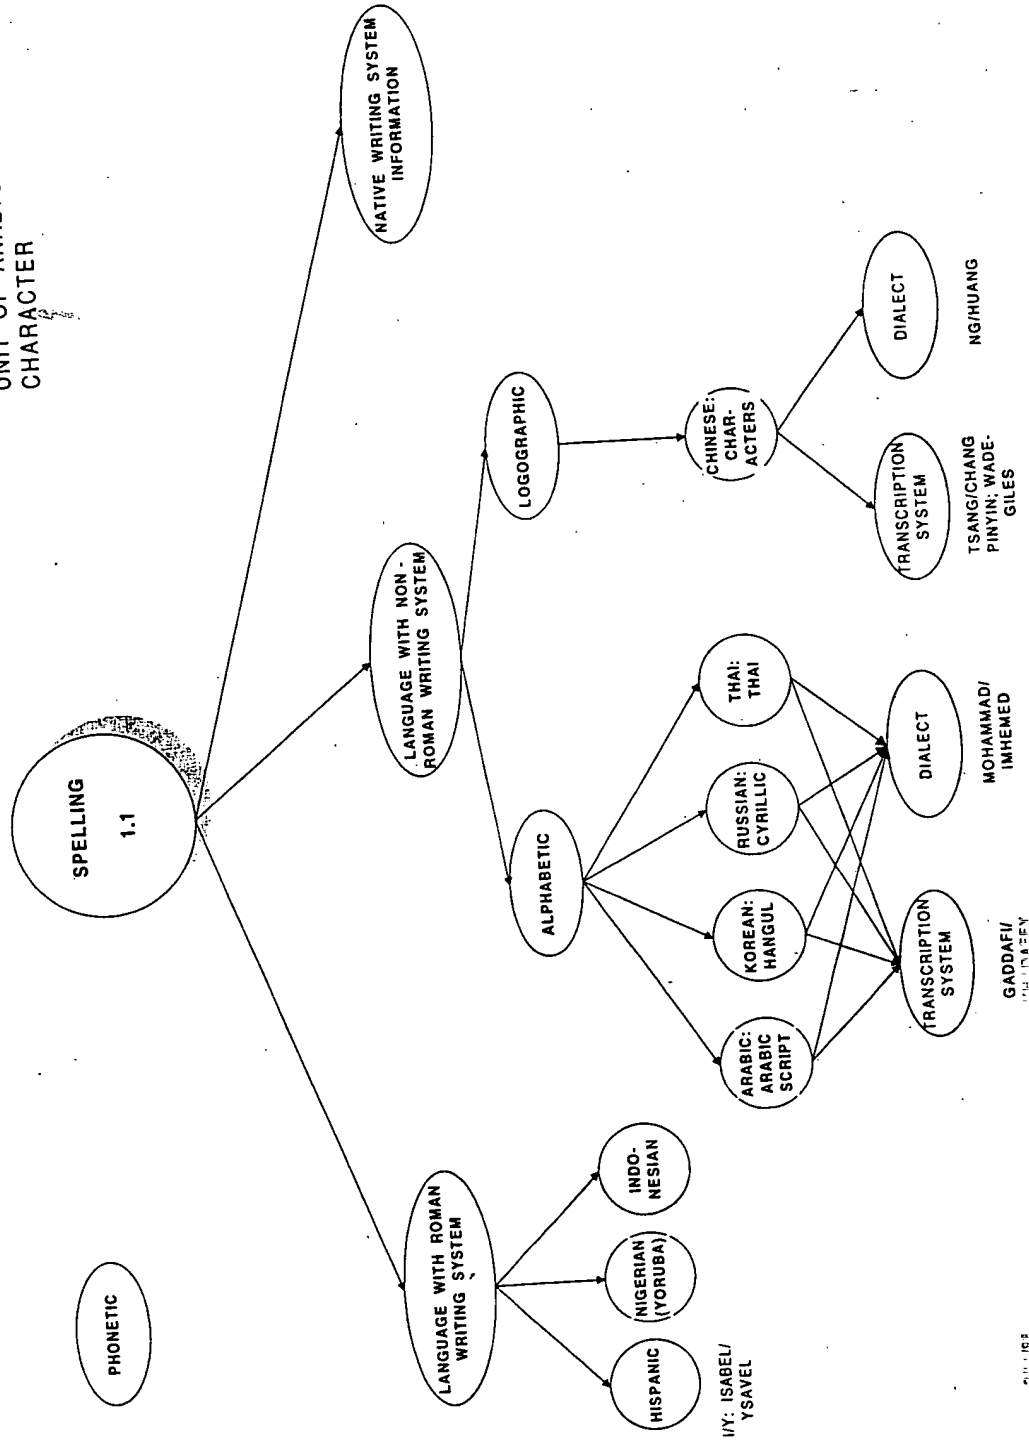 CHARACTER
PHONETIC
SPELLING
1.1
LANGUAGE WITH ROMAN
WRITING SYSTEM
LANGUAGE WITH NON-
ROMAN WRITING SYSTEM
NATIVE WRITING SYSTEM
INFORMATION
ALPHABETIC
LOGOGRAPHIC
HISPANIC
NIGERIAN
(YORUBA)
INDO-
NESIAN
ARABIC:
ARABIC
SCRIPT
KOREAN:
HANGUL
RUSSIAN:
CYRILLIC
THAI:
THAI
CHINESE:
CHAR-
ACTERS
I/Y: ISABEL/
YSAVEL
TRANSCRIPTION
SYSTEM
DIALECT
TRANSCRIPTION
SYSTEM
DIALECT
GADDAFI/
MOHAMMAD/
IMHEMED
TSANG/CHANG
PINYIN; WADE-
GILES
NG/HUANG